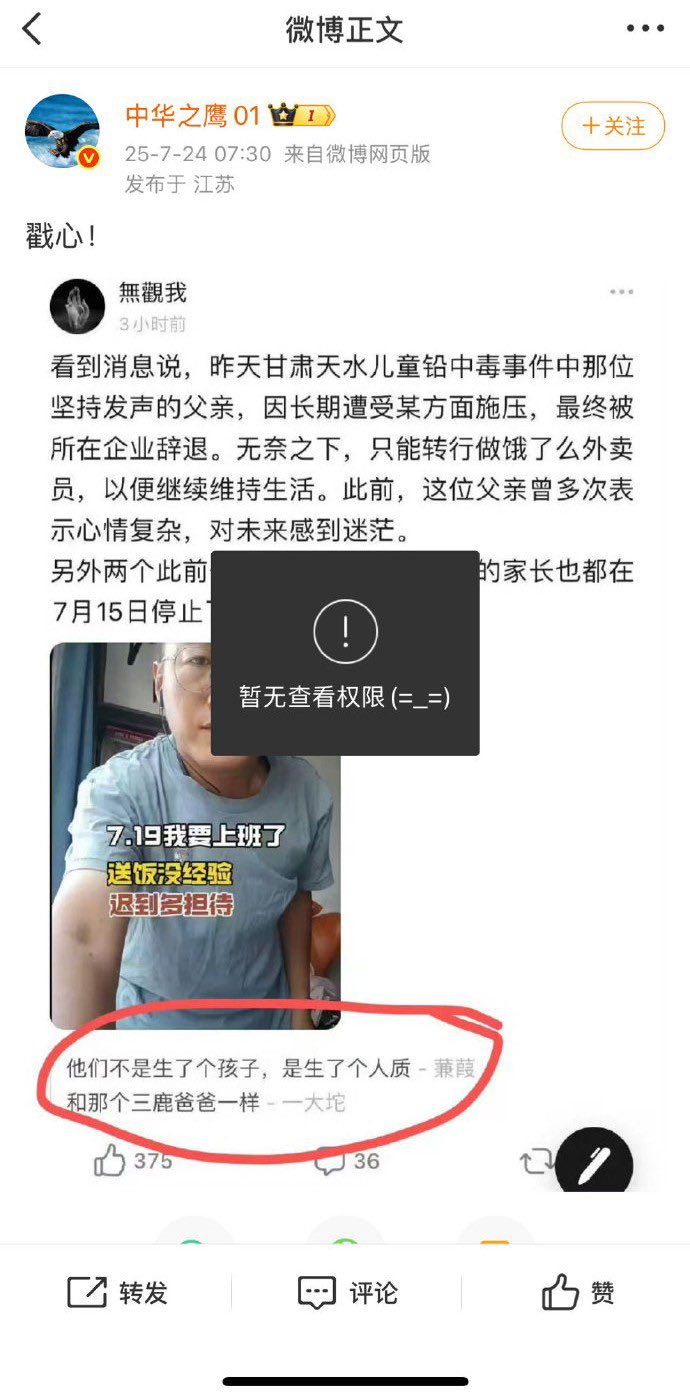 微博正文
中华之鹰01
I
25-7-24 07:30 来自微博网页版
发布于 江苏
+关注
戳心！
無觀我
3小时前
看到消息说，昨天甘肃天水儿童铅中毒事件中那位
坚持发声的父亲，因长期遭受某方面施压，最终被
所在企业辞退。无奈之下，只能转行做饿了么外卖
员，以便继续维持生活。此前，这位父亲曾多次表
示心情复杂，对未来感到迷茫。
另外两个此前 的家长也都在
7月15日停止
暂无查看权限(=_=)
7.19我要上班了
送饭没经验
迟到多担待
他们不是生了个孩子，是生了个人质 - 蒹葭
和那个三鹿爸爸一样 - 一大坨
375
36
转发
评论
赞